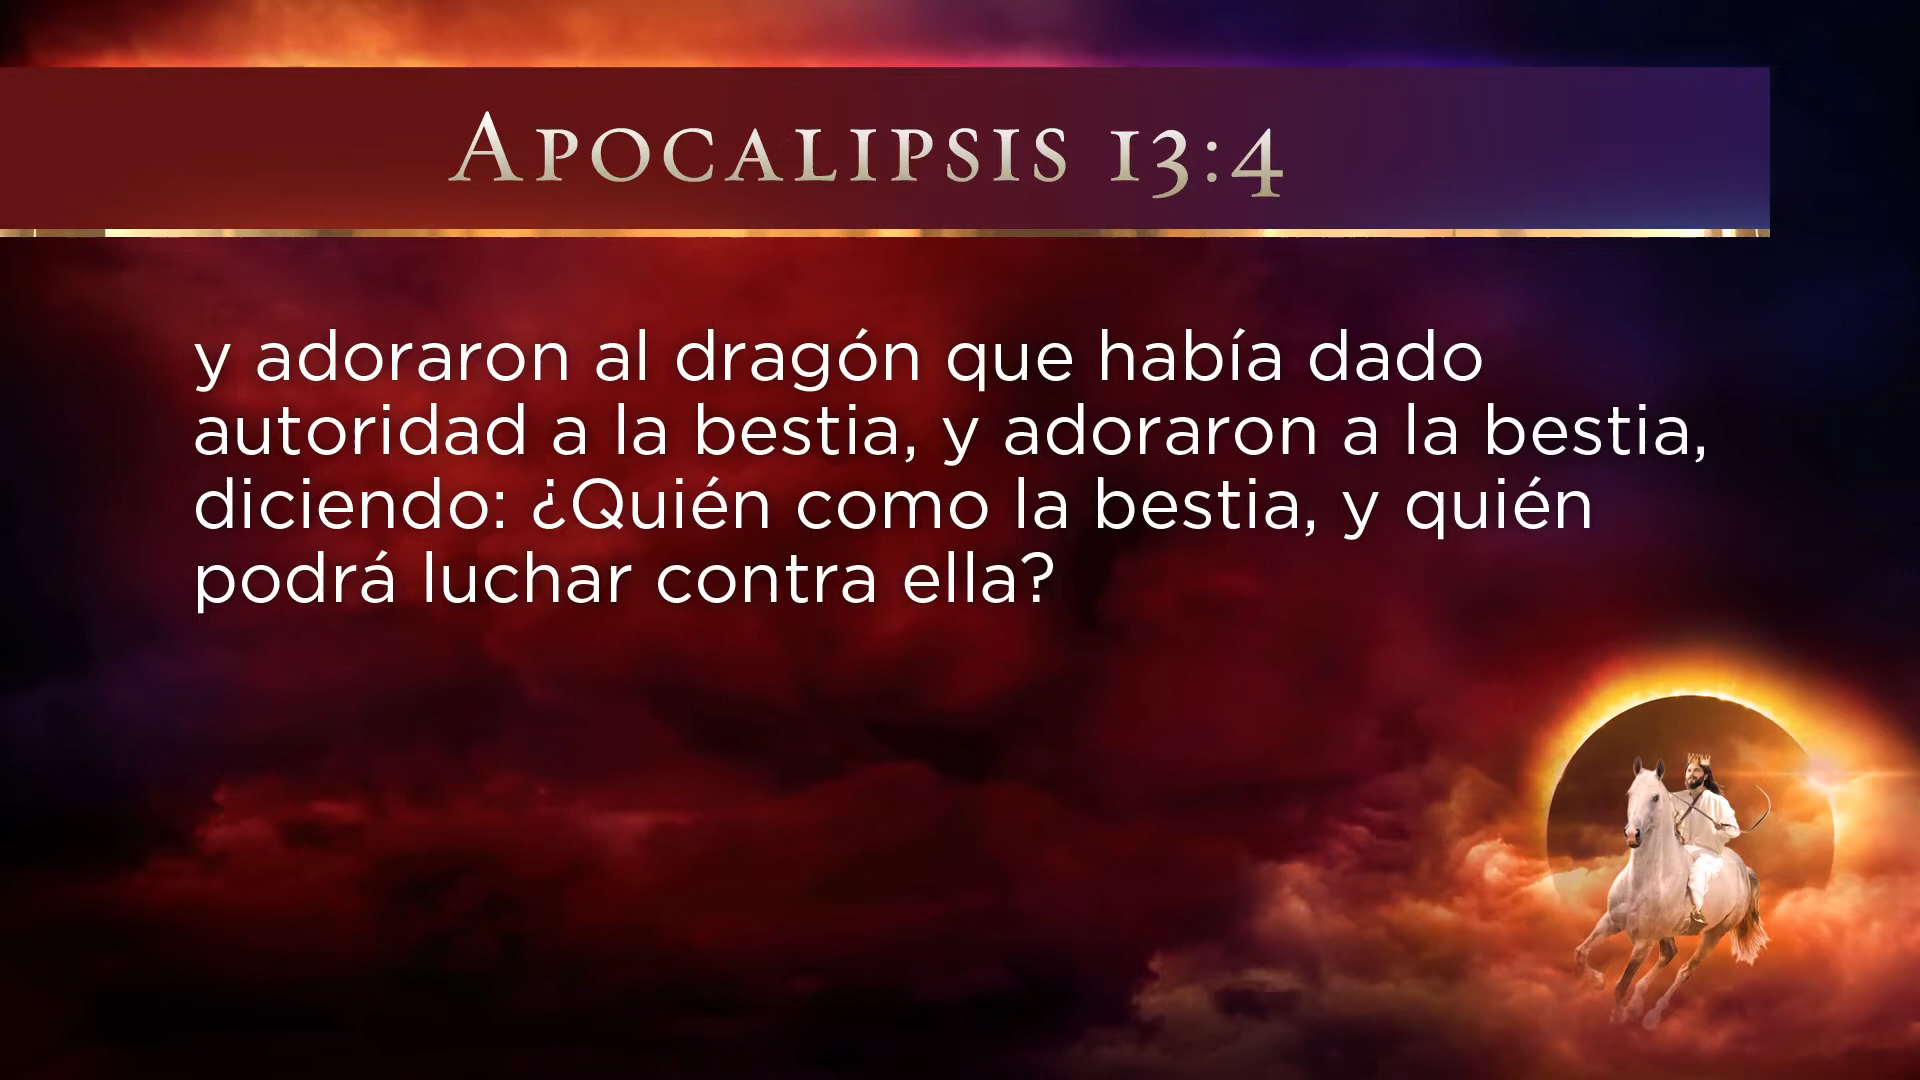 Apocalipsis 13:4
y adoraron al dragón que había dado
autoridad a la bestia, y adoraron a la bestia,
diciendo: ¿Quién como la bestia, y quién
podrá luchar contra ella?